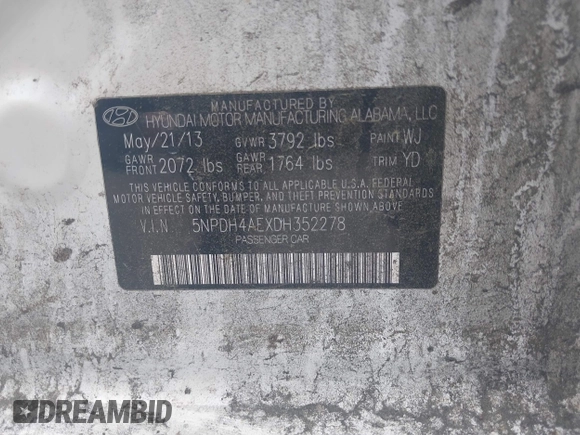 MANUFACTURED BY
HYUNDAI MOTOR MANUFACTURING ALABAMA, LLC
May/21/13 GVWR 3792 lbs PAINT WJ
GAWR FRONT 2072 lbs GAWR REAR 1764 lbs TRIM YD
THIS VEHICLE CONFORMS TO ALL APPLICABLE U.S.A. FEDERAL
MOTOR VEHICLE SAFETY, BUMPER, AND THEFT PREVENTION STANDARDS
IN EFFECT ON THE DATE OF MANUFACTURE SHOWN ABOVE
V.I.N 5NPDH4AEXDH352278
PASSENGER CAR
DREAMBID